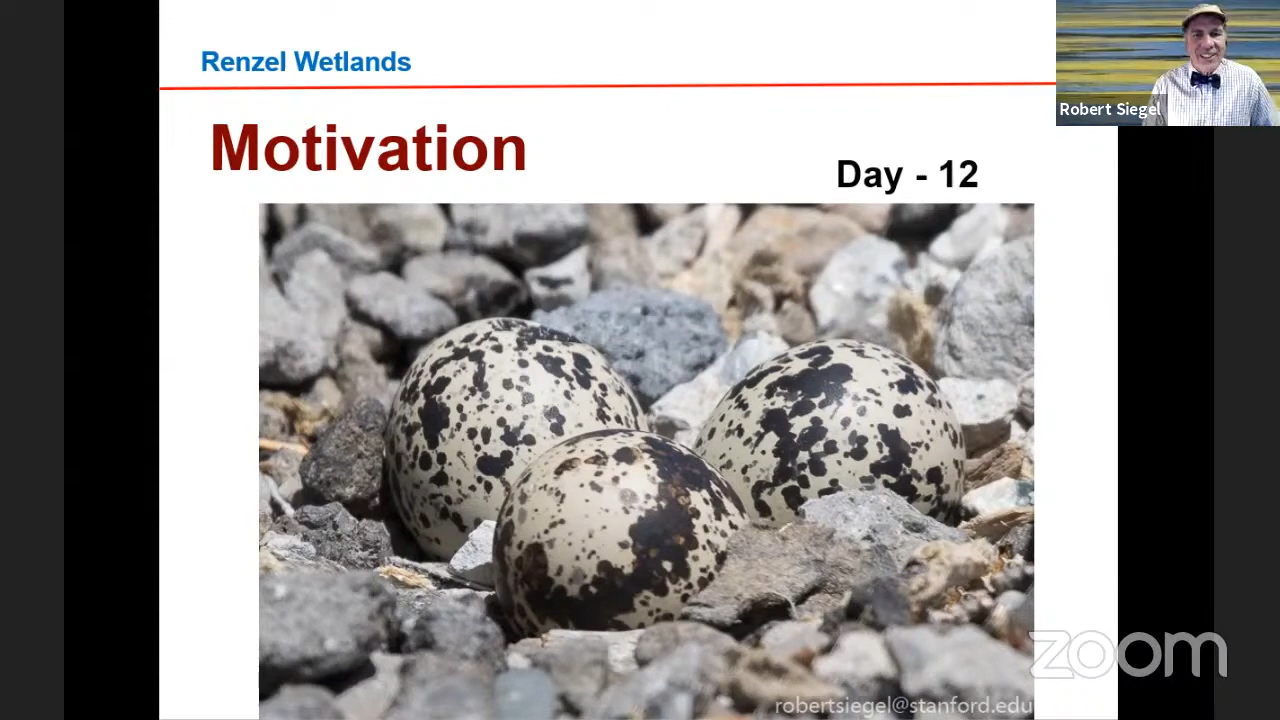 Renzel Wetlands
Robert Siegel
Motivation
Day - 12
zoom
robertsiegel@stanford.edu